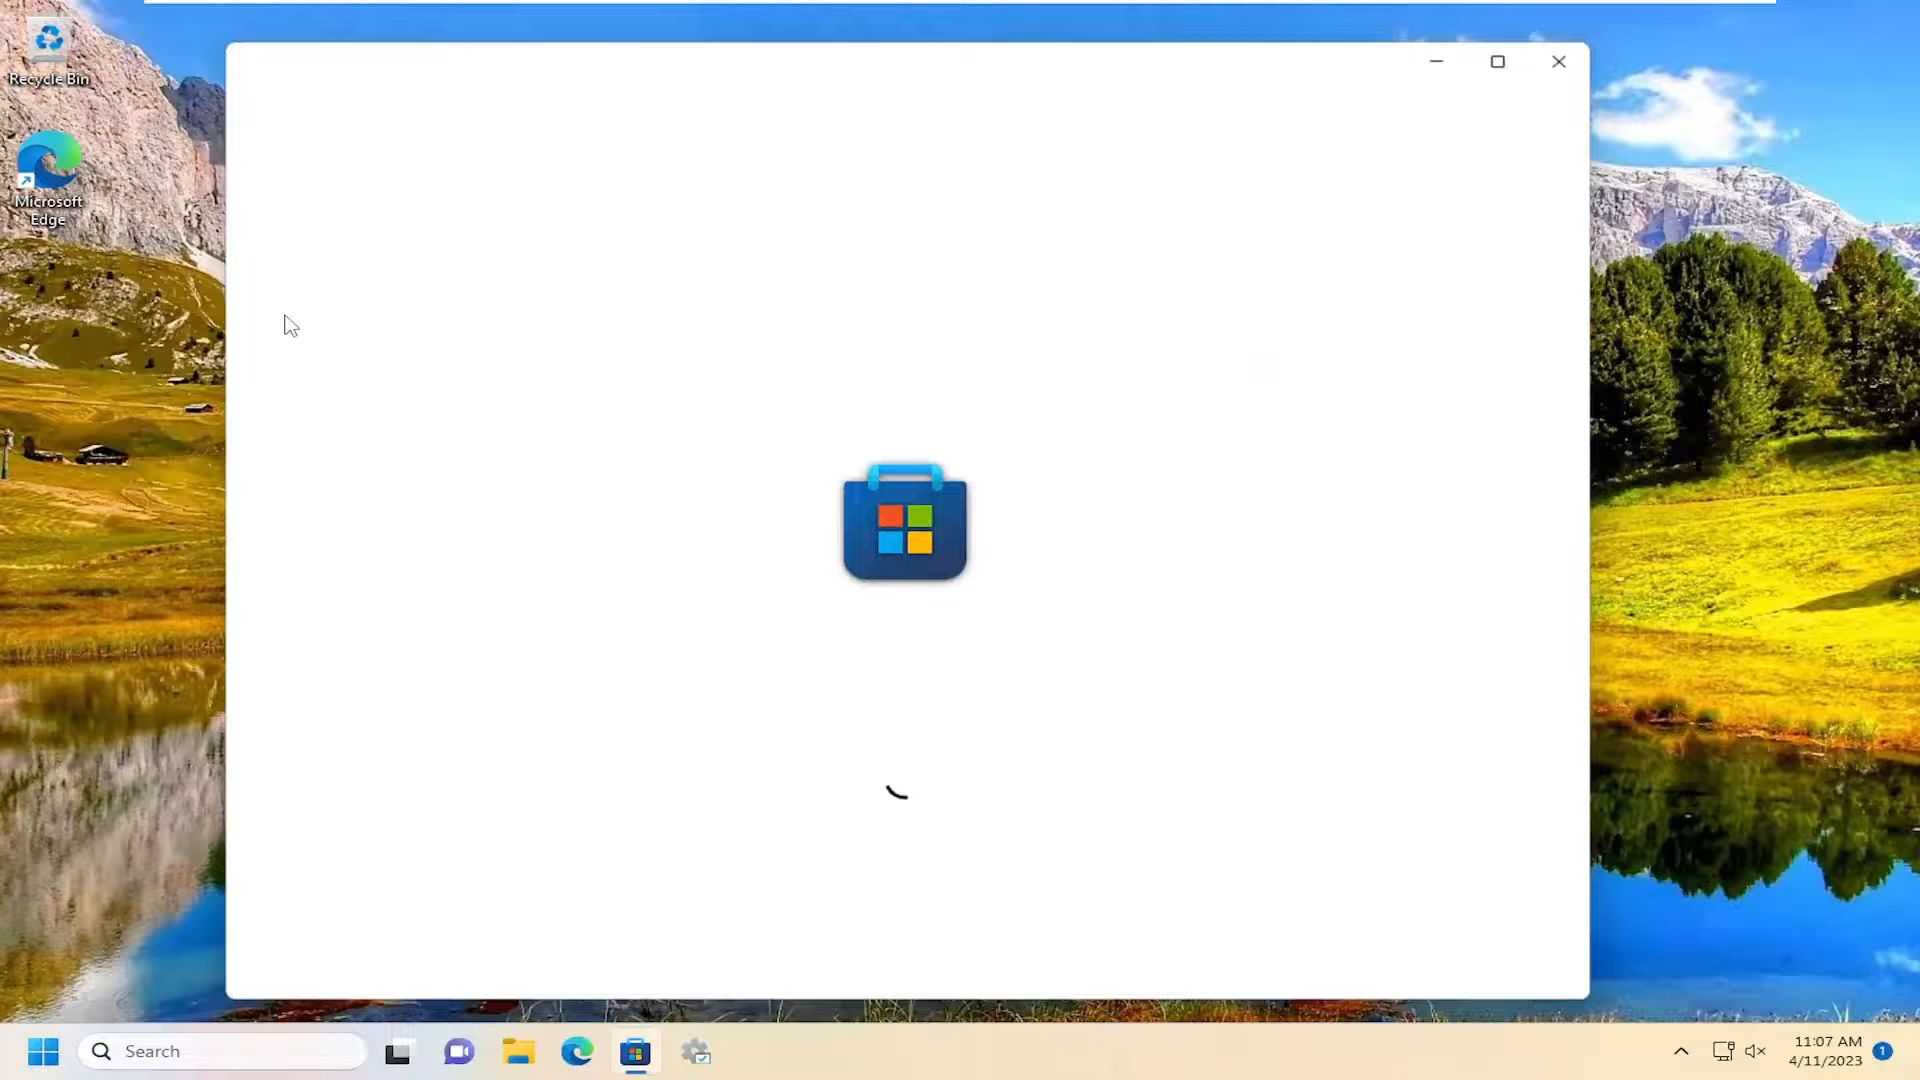 Recycle Bin
Microsoft
Edge
Search
11:07 AM
4/11/2023
1